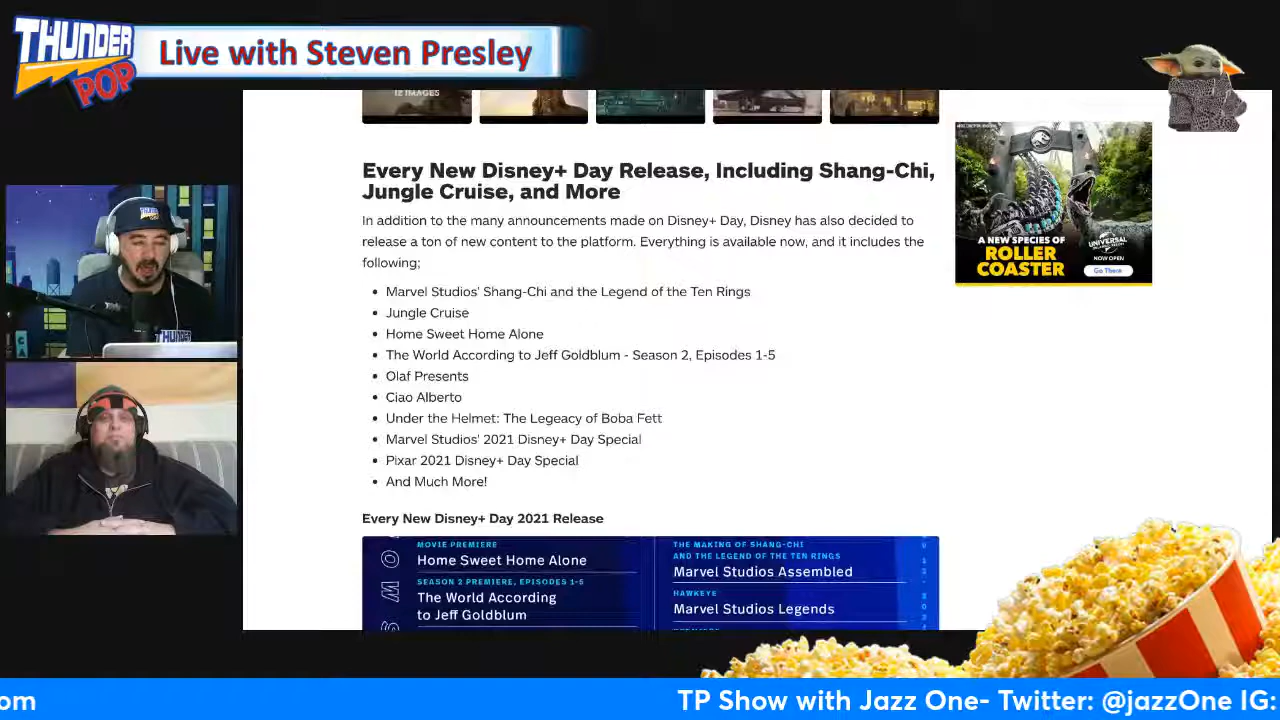 THUNDER
POP
Live with Steven Presley
12 IMAGES
Every New Disney+ Day Release, Including Shang-Chi,
Jungle Cruise, and More
In addition to the many announcements made on Disney+ Day, Disney has also decided to
release a ton of new content to the platform. Everything is available now, and it includes the
following;
Marvel Studios' Shang-Chi and the Legend of the Ten Rings
Jungle Cruise
Home Sweet Home Alone
The World According to Jeff Goldblum - Season 2, Episodes 1-5
Olaf Presents
Ciao Alberto
Under the Helmet: The Legeacy of Boba Fett
Marvel Studios' 2021 Disney+ Day Special
Pixar 2021 Disney+ Day Special
And Much More!
Every New Disney+ Day 2021 Release
MOVIE PREMIERE
Home Sweet Home Alone
SEASON 2 PREMIERE, EPISODES 1-5
The World According
to Jeff Goldblum
THE MAKING OF SHANG-CHI
AND THE LEGEND OF THE TEN RINGS
Marvel Studios Assembled
HAWKEYE
Marvel Studios Legends
A NEW SPECIES OF
ROLLER
COASTER
UNIVERSAL
NOW OPEN
Go There
THUNDER
om
TP Show with Jazz One- Twitter: @jazzOne IG: